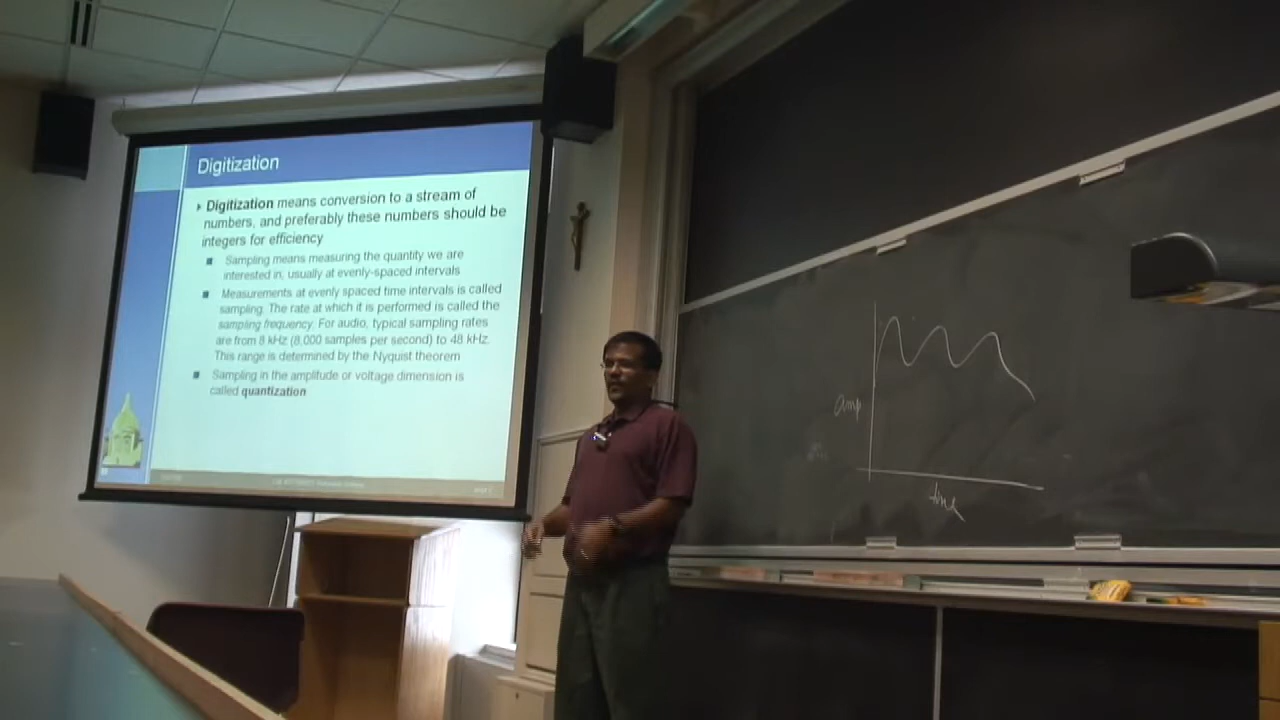 Digitization
Digitization means conversion to a stream of
numbers, and preferably these numbers should be
integers for efficiency
Sampling means measuring the quantity we are
interested in, usually at evenly-spaced intervals
Measurements at evenly spaced time intervals is called
sampling. The rate at which it is performed is called the
sampling frequency. For audio, typical sampling rates
are from 8 kHz (8,000 samples per second) to 48 kHz.
This range is determined by the Nyquist theorem
Sampling in the amplitude or voltage dimension is
called quantization
amp
time